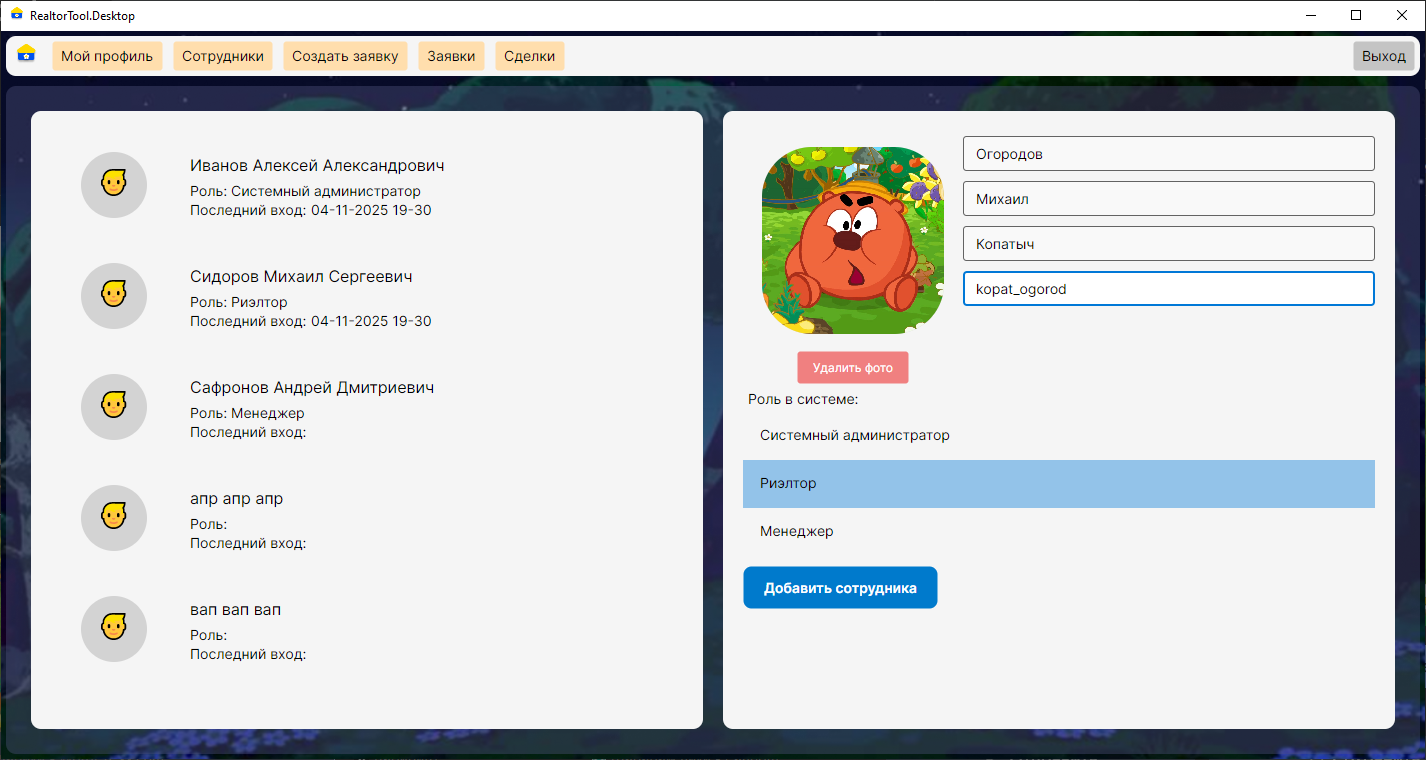 RealtorTool.Desktop
Мой профиль Сотрудники Создать заявку Заявки Сделки Выход
Иванов Алексей Александрович
Роль: Системный администратор
Последний вход: 04-11-2025 19-30
Сидоров Михаил Сергеевич
Роль: Риэлтор
Последний вход: 04-11-2025 19-30
Сафронов Андрей Дмитриевич
Роль: Менеджер
Последний вход:
апр апр апр
Роль:
Последний вход:
вап вап вап
Роль:
Последний вход:
Огородов
Михаил
Копатыч
kopat_ogorod
Удалить фото
Роль в системе:
Системный администратор
Риэлтор
Менеджер
Добавить сотрудника